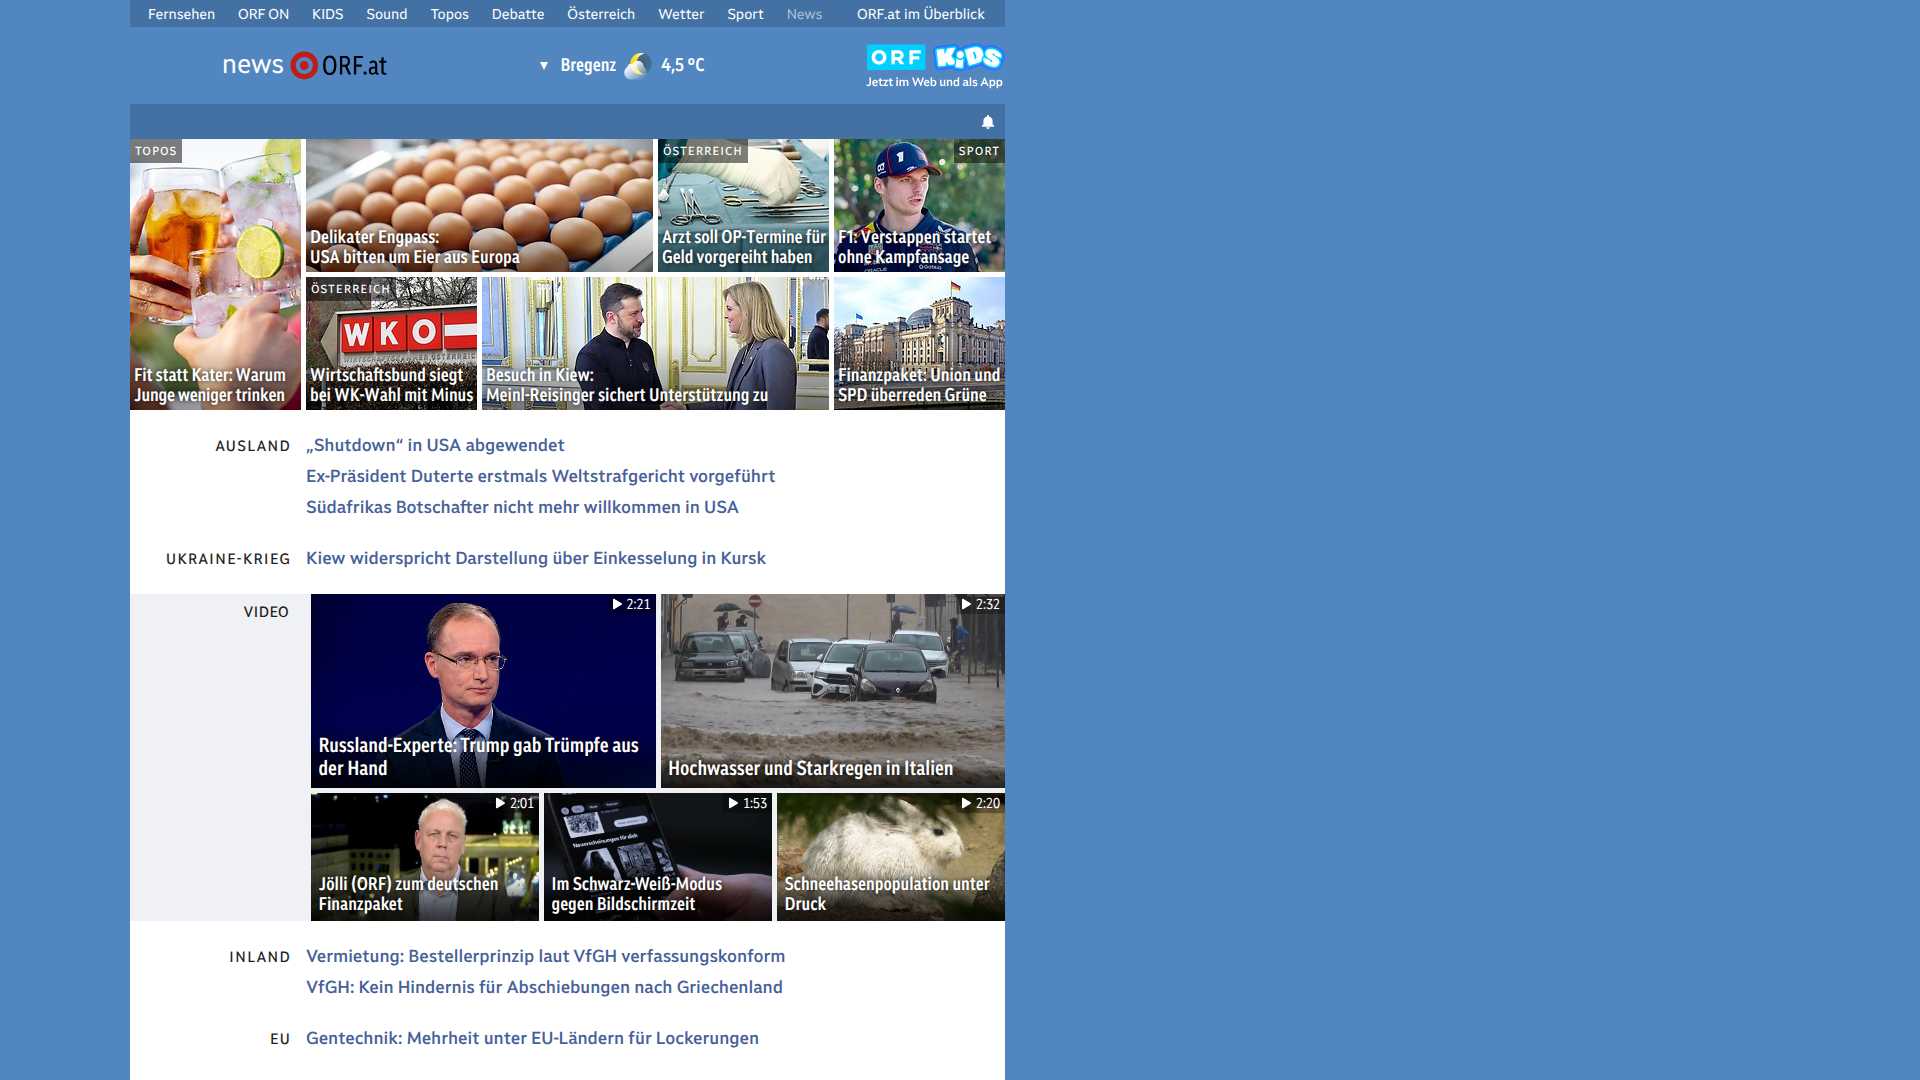 Fernsehen ORF ON KIDS Sound Topos Debatte Österreich Wetter Sport News ORF.at im Überblick
news ORF.at
▼ Bregenz 4,5 °C
ORF KiDS
Jetzt im Web und als App
TOPOS
Fit statt Kater: Warum
Junge weniger trinken
Delikater Engpass:
USA bitten um Eier aus Europa
ÖSTERREICH
Arzt soll OP-Termine für
Geld vorgereiht haben
SPORT
F1: Verstappen startet
ohne Kampfansage
ÖSTERREICH
WKO
Wirtschaftsbund siegt
bei WK-Wahl mit Minus
Besuch in Kiew:
Meinl-Reisinger sichert Unterstützung zu
Finanzpaket: Union und
SPD überreden Grüne
AUSLAND
„Shutdown“ in USA abgewendet
Ex-Präsident Duterte erstmals Weltstrafgericht vorgeführt
Südafrikas Botschafter nicht mehr willkommen in USA
UKRAINE-KRIEG
Kiew widerspricht Darstellung über Einkesselung in Kursk
VIDEO
2:21
Russland-Experte: Trump gab Trümpfe aus
der Hand
2:32
Hochwasser und Starkregen in Italien
2:01
Jölli (ORF) zum deutschen
Finanzpaket
1:53
Neuerscheinungen für dich
Im Schwarz-Weiß-Modus
gegen Bildschirmzeit
2:20
Schneehasenpopulation unter
Druck
INLAND
Vermietung: Bestellerprinzip laut VfGH verfassungskonform
VfGH: Kein Hindernis für Abschiebungen nach Griechenland
EU
Gentechnik: Mehrheit unter EU-Ländern für Lockerungen